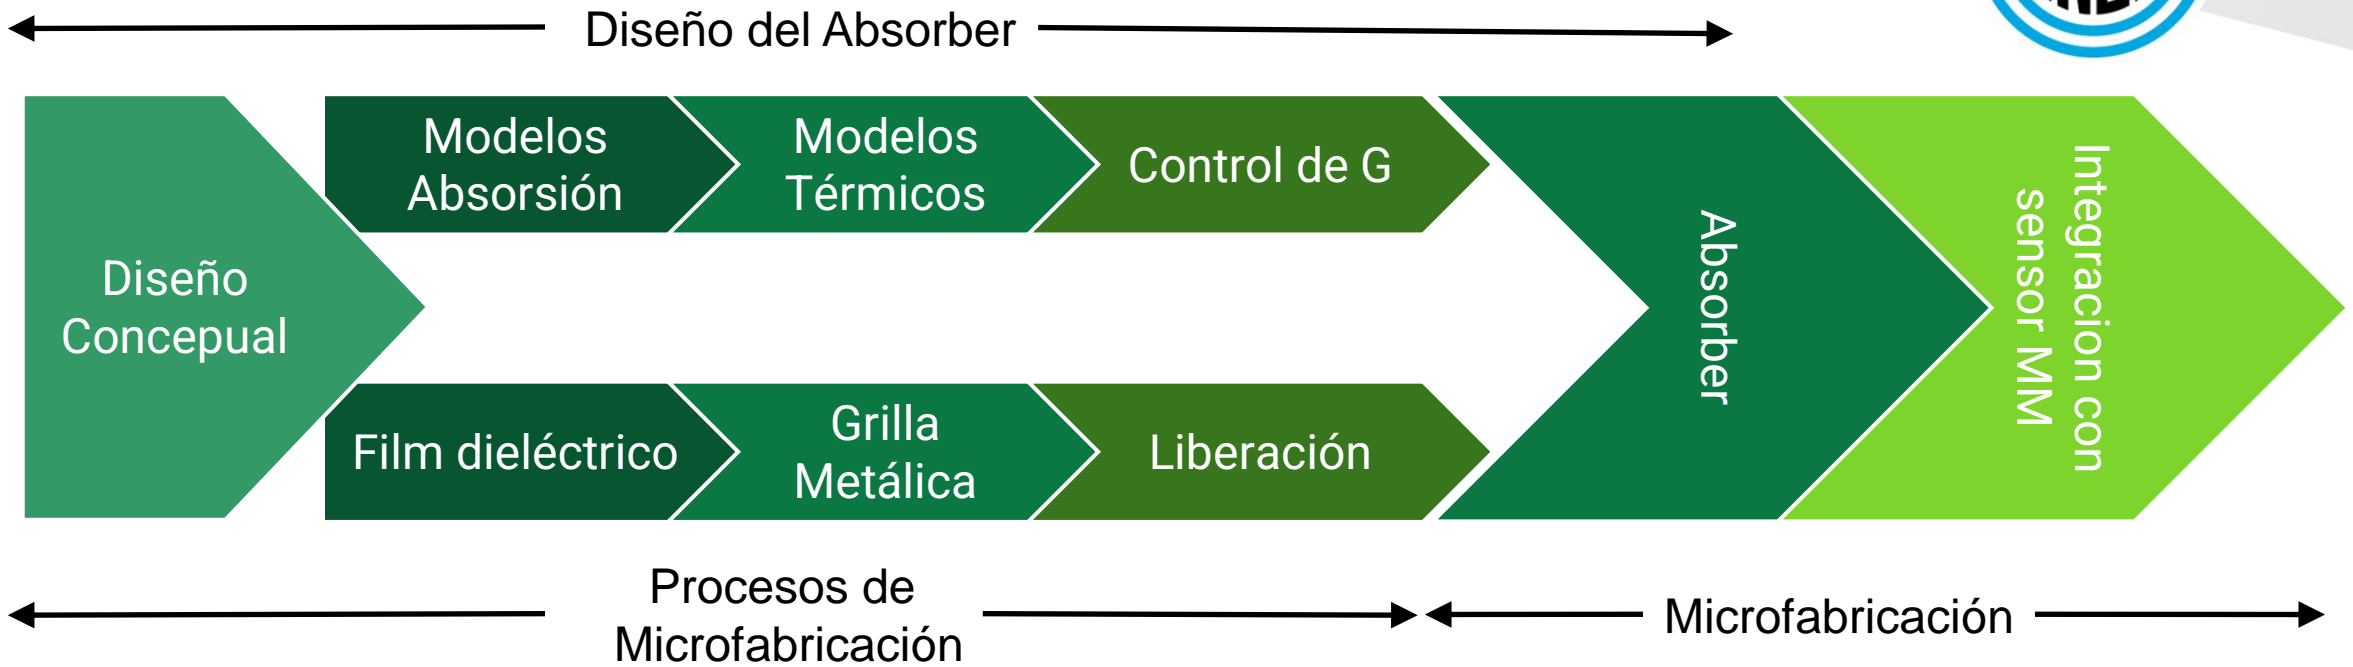 Diseño del Absorber
Diseño
Concepual
Modelos
Absorsión
Modelos
Térmicos
Control de G
Film dieléctrico
Grilla
Metálica
Liberación
Absorber
Integracion con
sensor MM
Procesos de
Microfabricación
Microfabricación